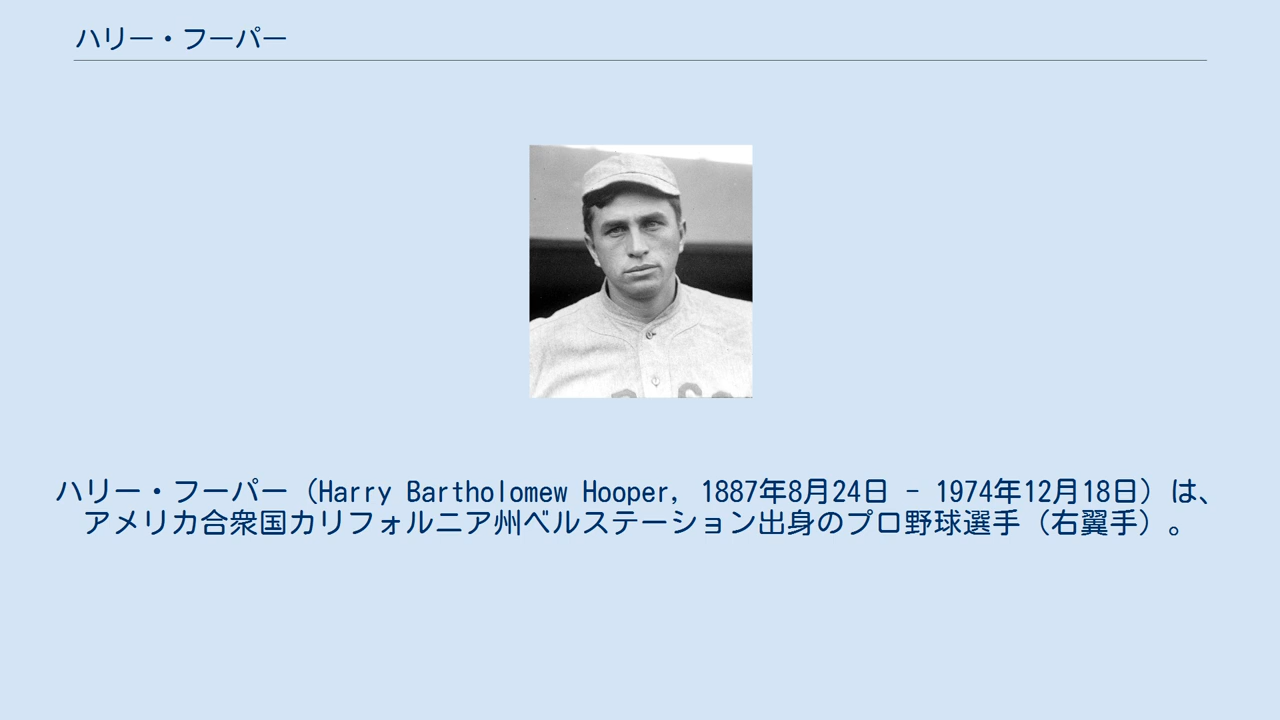 ハリー・フーパー
ハリー・フーパー（Harry Bartholomew Hooper, 1887年8月24日 - 1974年12月18日）は、
アメリカ合衆国カリフォルニア州ベルステーション出身のプロ野球選手（右翼手）。